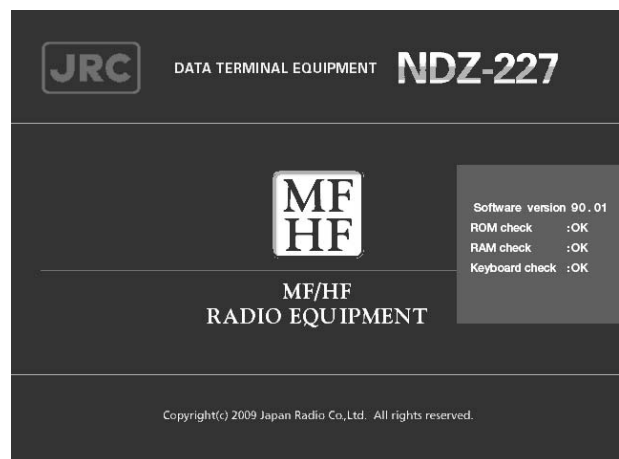 JRC DATA TERMINAL EQUIPMENT NDZ-227
MF
HF
Software version 90.01
ROM check :OK
RAM check :OK
Keyboard check :OK
MF/HF
RADIO EQUIPMENT
Copyright(c) 2009 Japan Radio Co.,Ltd. All rights reserved.